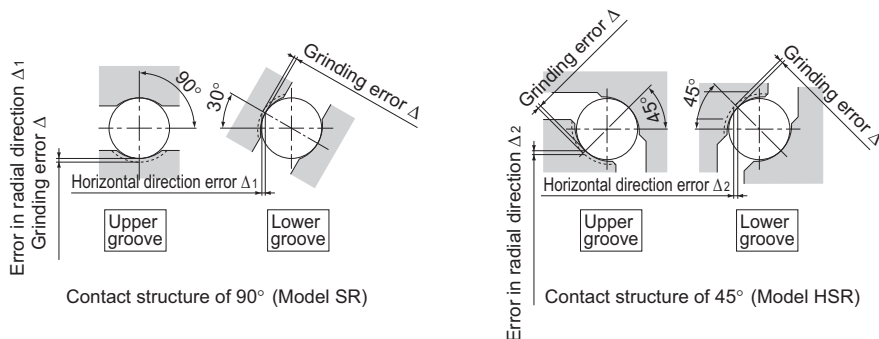 Error in radial direction Δ1
Grinding error Δ
90°
30°
Grinding error Δ
Horizontal direction error Δ1
Upper
groove
Lower
groove
Contact structure of 90° (Model SR)
Grinding error Δ
Error in radial direction Δ2
45°
45°
Grinding error Δ
Horizontal direction error Δ2
Upper
groove
Lower
groove
Contact structure of 45° (Model HSR)